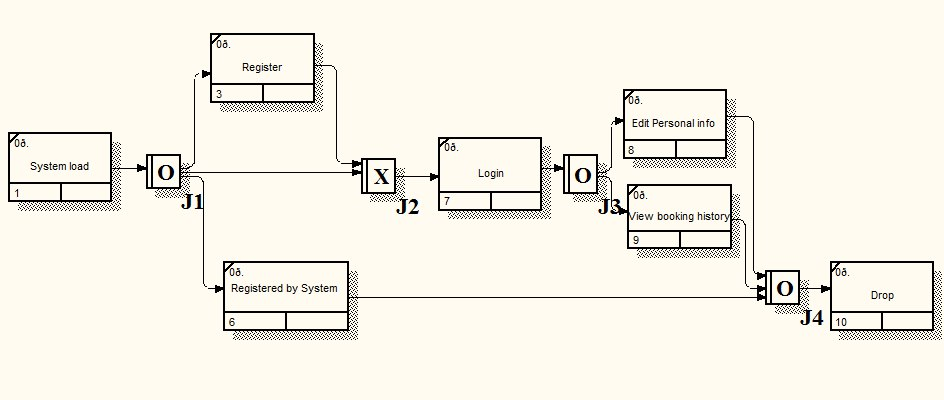 0ð.
Register
3
0ð.
System load
1
O
J1
X
J2
0ð.
Login
7
O
J3
0ð.
Edit Personal info
8
0ð.
View booking history
9
0ð.
Registered by System
6
O
J4
0ð.
Drop
10